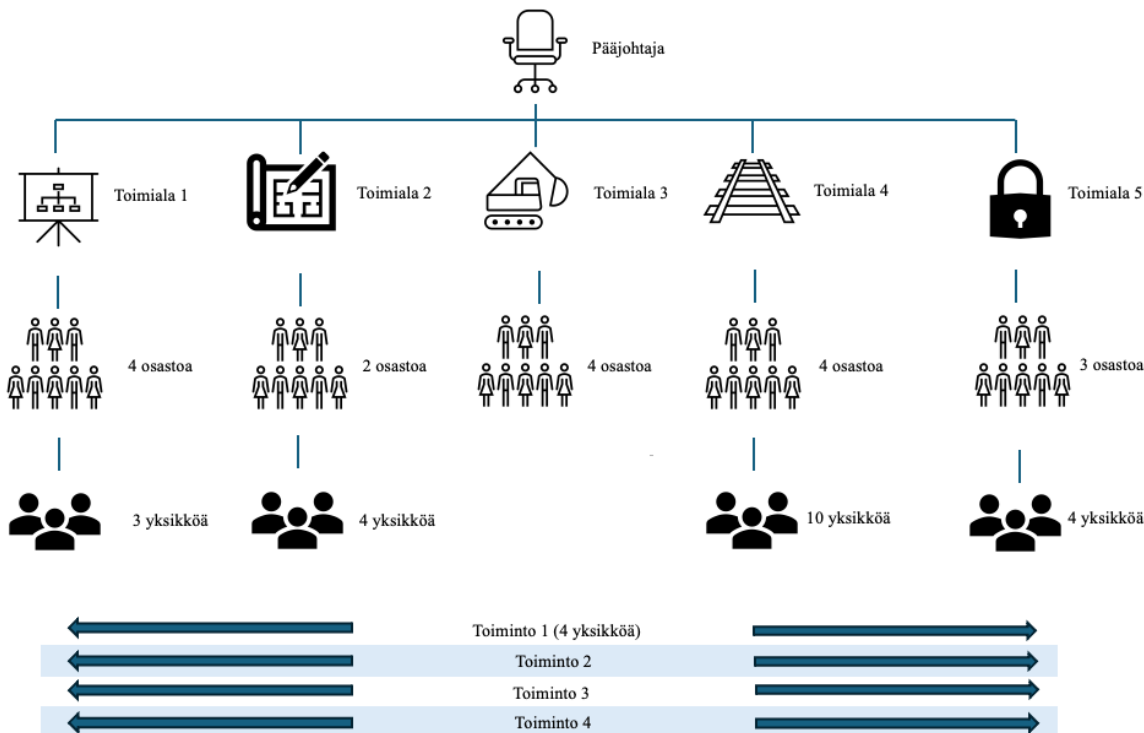 Pääjohtaja
Toimiala 1
Toimiala 2
Toimiala 3
Toimiala 4
Toimiala 5
4 osastoa
2 osastoa
4 osastoa
4 osastoa
3 osastoa
3 yksikköä
4 yksikköä
10 yksikköä
4 yksikköä
Toiminto 1 (4 yksikköä)
Toiminto 2
Toiminto 3
Toiminto 4